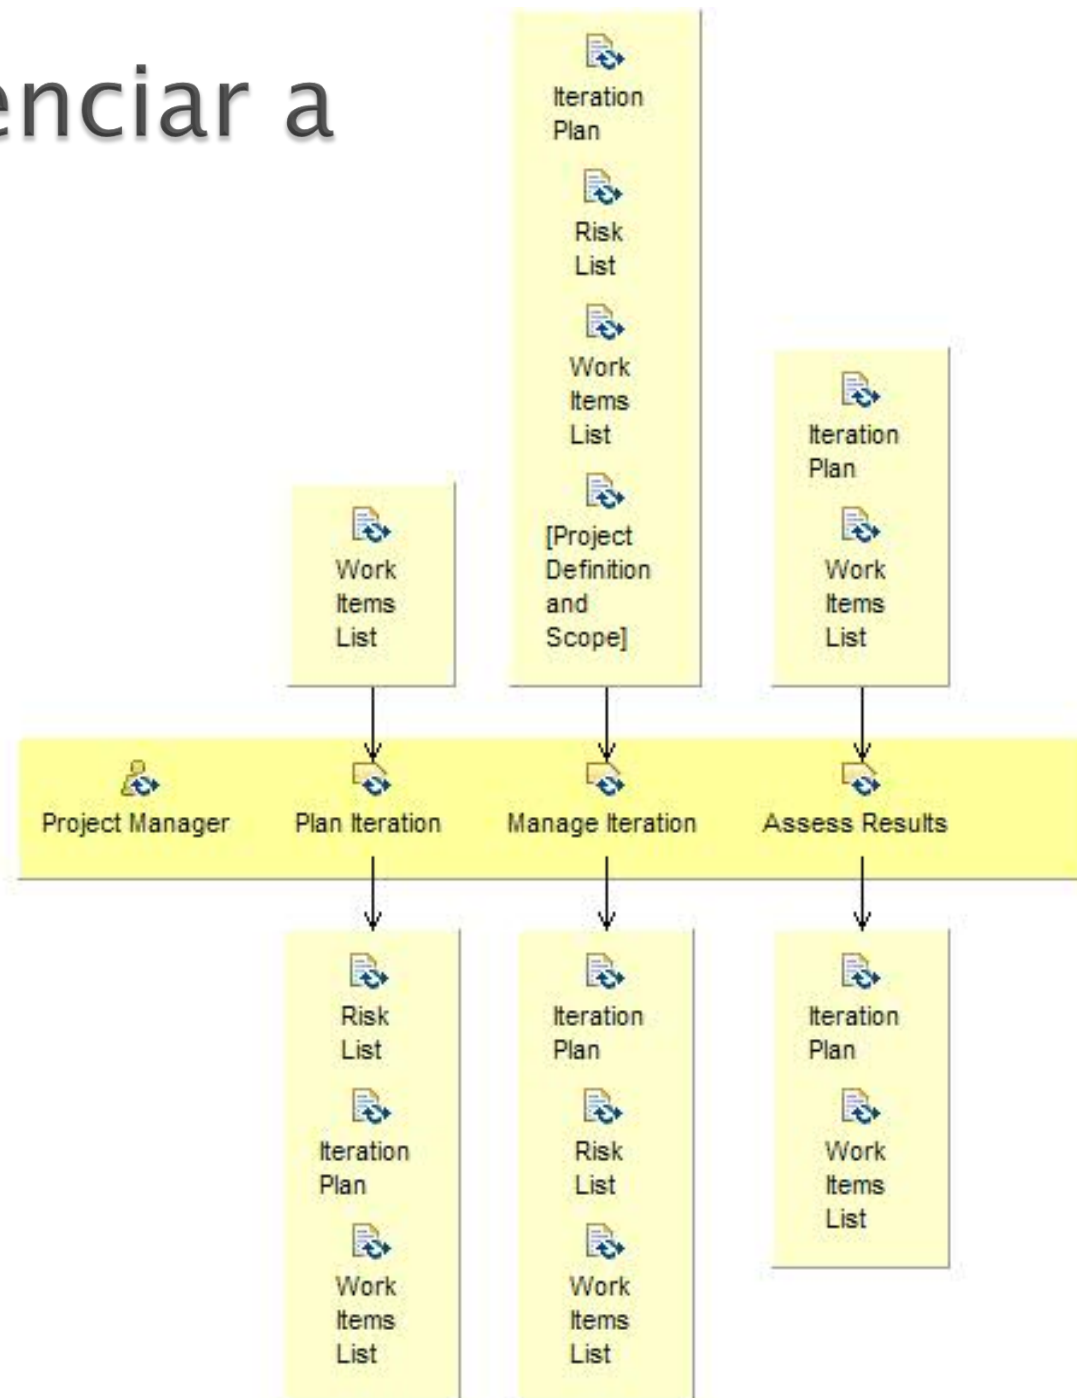 enciar a
Iteration
Plan
Risk
List
Work
Items
List
[Project
Definition
and
Scope]
Iteration
Plan
Work
Items
List
Work
Items
List
Project Manager
Plan Iteration
Manage Iteration
Assess Results
Risk
List
Iteration
Plan
Work
Items
List
Iteration
Plan
Risk
List
Work
Items
List
Iteration
Plan
Work
Items
List